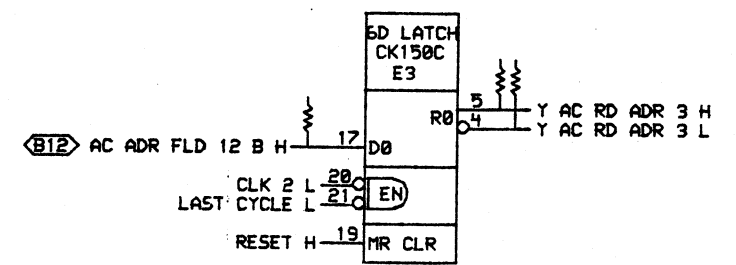 6D LATCH
CK150C
E3
R0
5
Y AC RD ADR 3 H
4
Y AC RD ADR 3 L
B12 AC ADR FLD 12 B H
17
D0
CLK 2 L
20
LAST CYCLE L
21
EN
RESET H
19
MR CLR